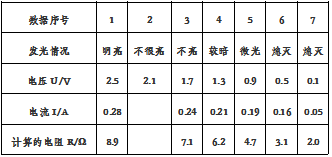 数据序号 1 2 3 4 5 6 7
发光情况 明亮 不很亮 不亮 较暗 微光 熄灭 熄灭
电压 U/V 2.5 2.1 1.7 1.3 0.9 0.5 0.1
电流 I/A 0.28 0.24 0.21 0.19 0.16 0.05
计算的电阻 R/Ω 8.9 7.1 6.2 4.7 3.1 2.0